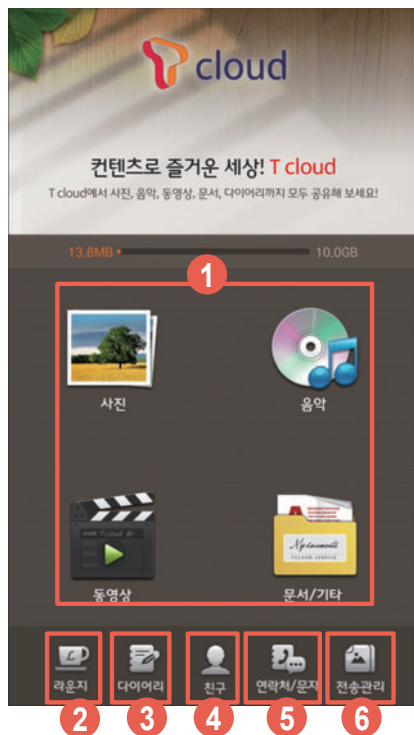 T cloud
컨텐츠로 즐거운 세상! T cloud
T cloud에서 사진, 음악, 동영상, 문서, 다이어리까지 모두 공유해 보세요!
13.8MB 10.0GB
1
사진 음악
동영상 문서/기타
라운지 다이어리 친구 연락처/문자 전송관리
2 3 4 5 6